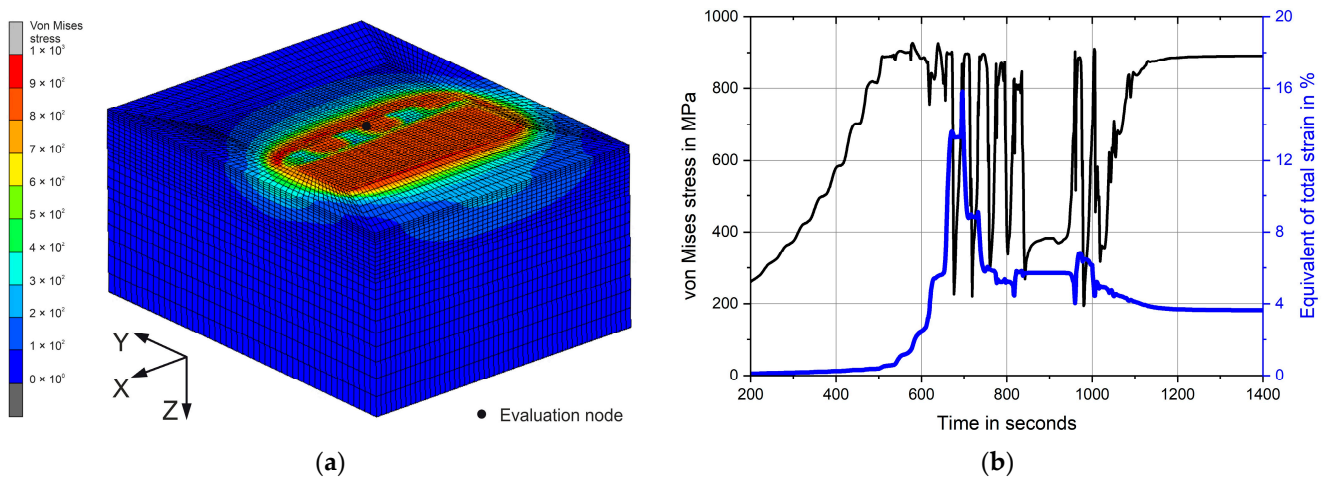 Von Mises
stress
1 × 10³
9 × 10²
8 × 10²
7 × 10²
6 × 10²
5 × 10²
4 × 10²
3 × 10²
2 × 10²
1 × 10²
0 × 10⁰
Y
X
Z
Evaluation node
(a)
von Mises stress in MPa
1000
800
600
400
200
0
200 400 600 800 1000 1200 1400
Time in seconds
20
16
12
8
4
0
Equivalent of total strain in %
(b)